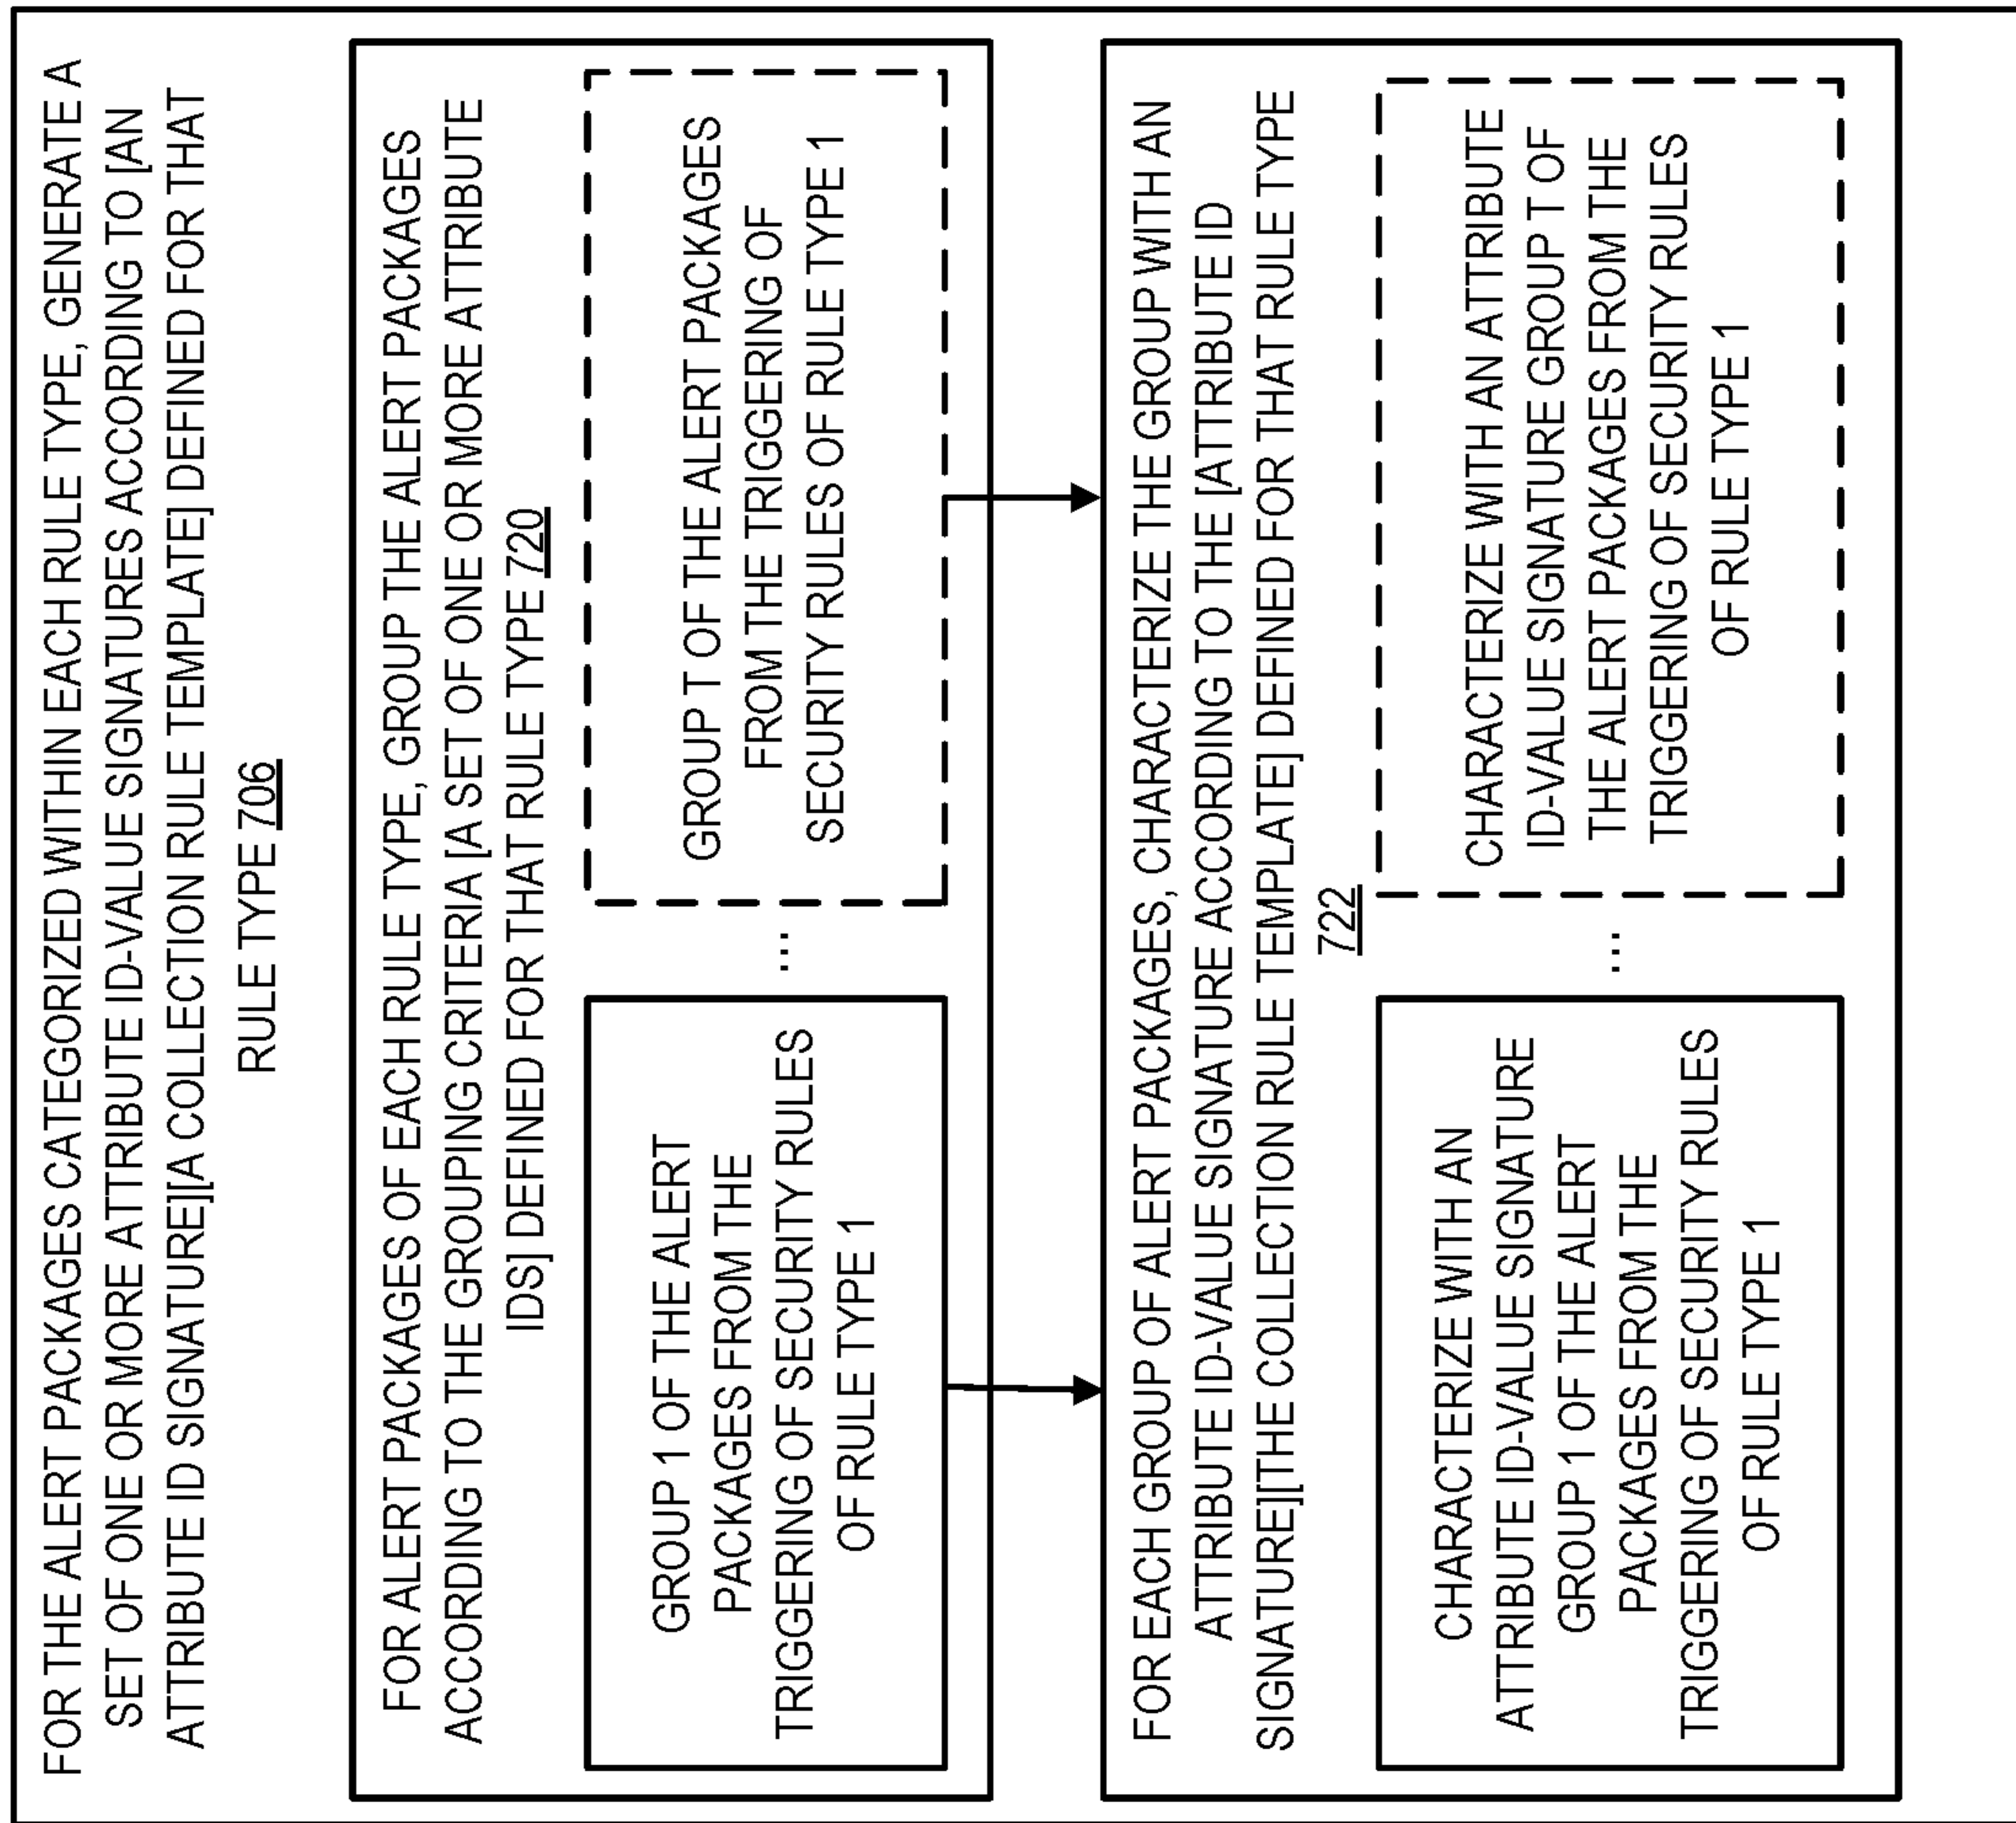 FOR THE ALERT PACKAGES CATEGORIZED WITHIN EACH RULE TYPE, GENERATE A
SET OF ONE OR MORE ATTRIBUTE ID-VALUE SIGNATURES ACCORDING TO [AN
ATTRIBUTE ID SIGNATURE][A COLLECTION RULE TEMPLATE] DEFINED FOR THAT
RULE TYPE 706
FOR ALERT PACKAGES OF EACH RULE TYPE, GROUP THE ALERT PACKAGES
ACCORDING TO THE GROUPING CRITERIA [A SET OF ONE OR MORE ATTRIBUTE
IDS] DEFINED FOR THAT RULE TYPE 720
GROUP 1 OF THE ALERT
PACKAGES FROM THE
TRIGGERING OF SECURITY RULES
OF RULE TYPE 1
...
GROUP T OF THE ALERT PACKAGES
FROM THE TRIGGERING OF
SECURITY RULES OF RULE TYPE 1
FOR EACH GROUP OF ALERT PACKAGES, CHARACTERIZE THE GROUP WITH AN
ATTRIBUTE ID-VALUE SIGNATURE ACCORDING TO THE [ATTRIBUTE ID
SIGNATURE][THE COLLECTION RULE TEMPLATE] DEFINED FOR THAT RULE TYPE
722
CHARACTERIZE WITH AN
ATTRIBUTE ID-VALUE SIGNATURE
GROUP 1 OF THE ALERT
PACKAGES FROM THE
TRIGGERING OF SECURITY RULES
OF RULE TYPE 1
...
CHARACTERIZE WITH AN ATTRIBUTE
ID-VALUE SIGNATURE GROUP T OF
THE ALERT PACKAGES FROM THE
TRIGGERING OF SECURITY RULES
OF RULE TYPE 1